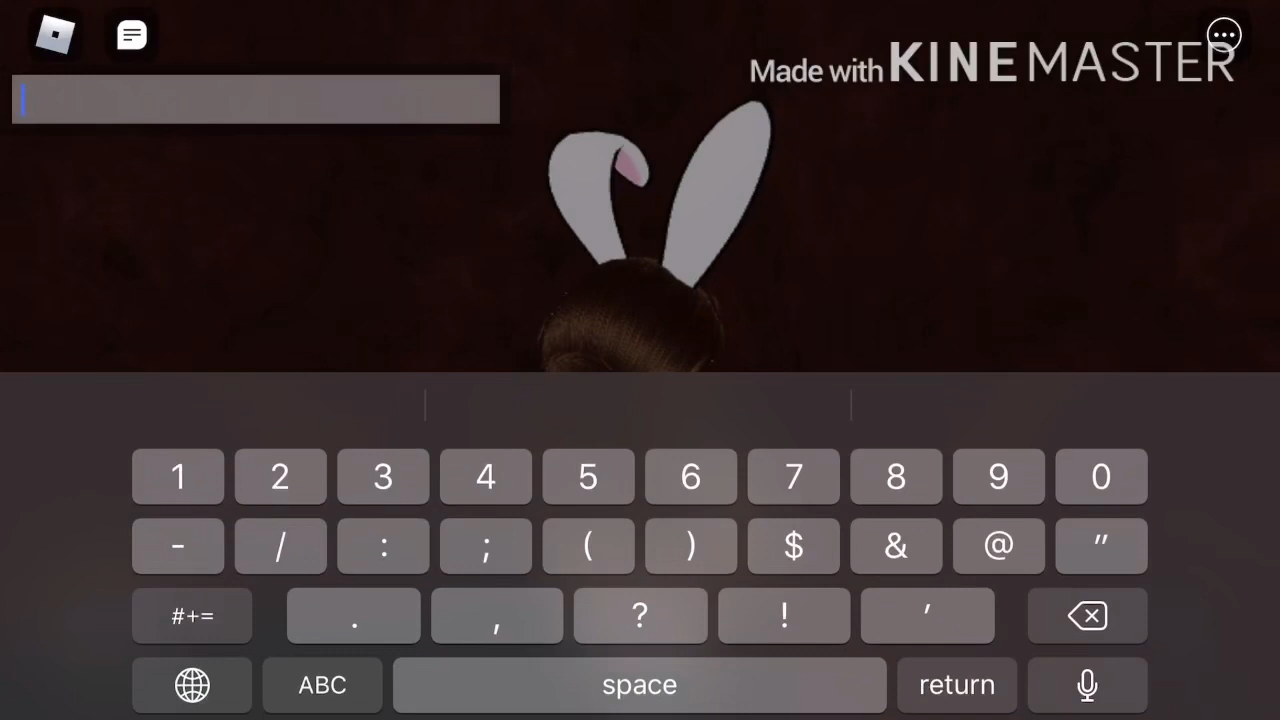 Made with KINEMASTER
1 2 3 4 5 6 7 8 9 0
- / : ; ( ) $ & @ "
#+= . , ? ! '
ABC space return